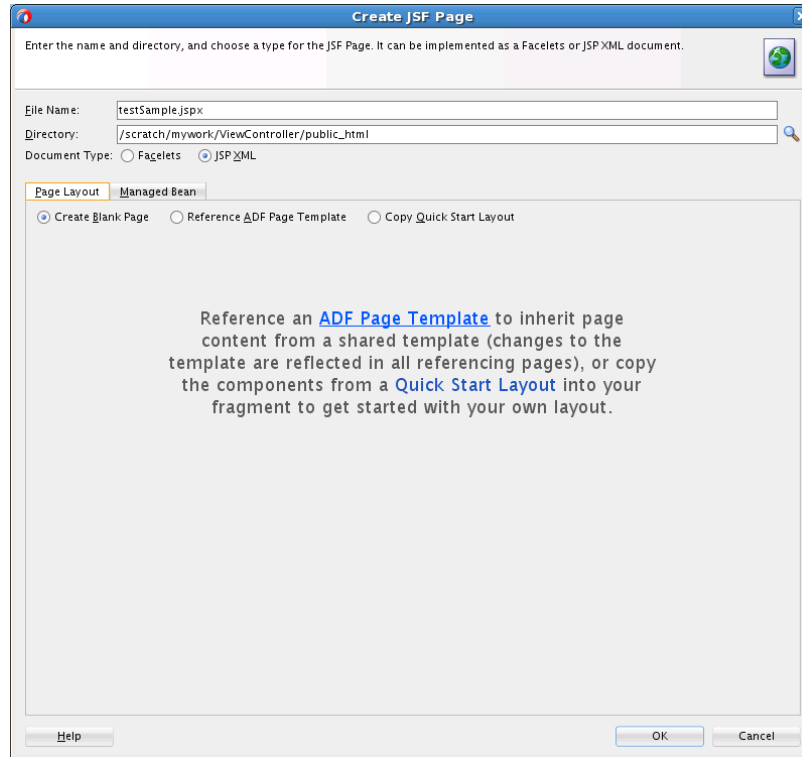 Create JSF Page
Enter the name and directory, and choose a type for the JSF Page. It can be implemented as a Facelets or JSP XML document.
File Name: testSample.jspx
Directory: /scratch/mywork/ViewController/public_html
Document Type: Facelets JSP XML
Page Layout Managed Bean
Create Blank Page Reference ADF Page Template Copy Quick Start Layout
Reference an ADF Page Template to inherit page
content from a shared template (changes to the
template are reflected in all referencing pages), or copy
the components from a Quick Start Layout into your
fragment to get started with your own layout.
Help OK Cancel